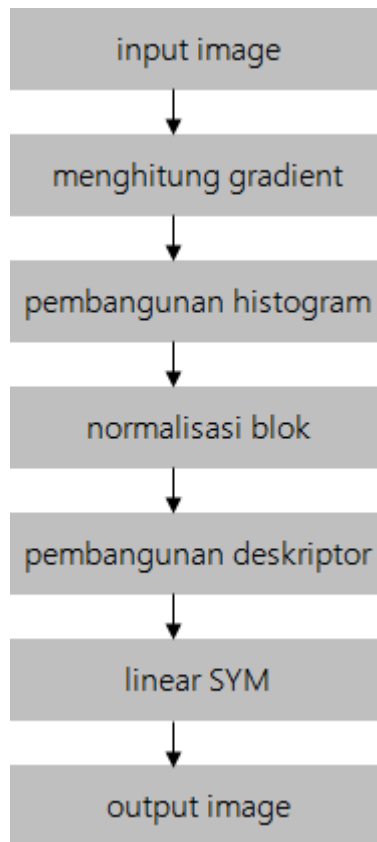 input image
menghitung gradient
pembangunan histogram
normalisasi blok
pembangunan deskriptor
linear SYM
output image